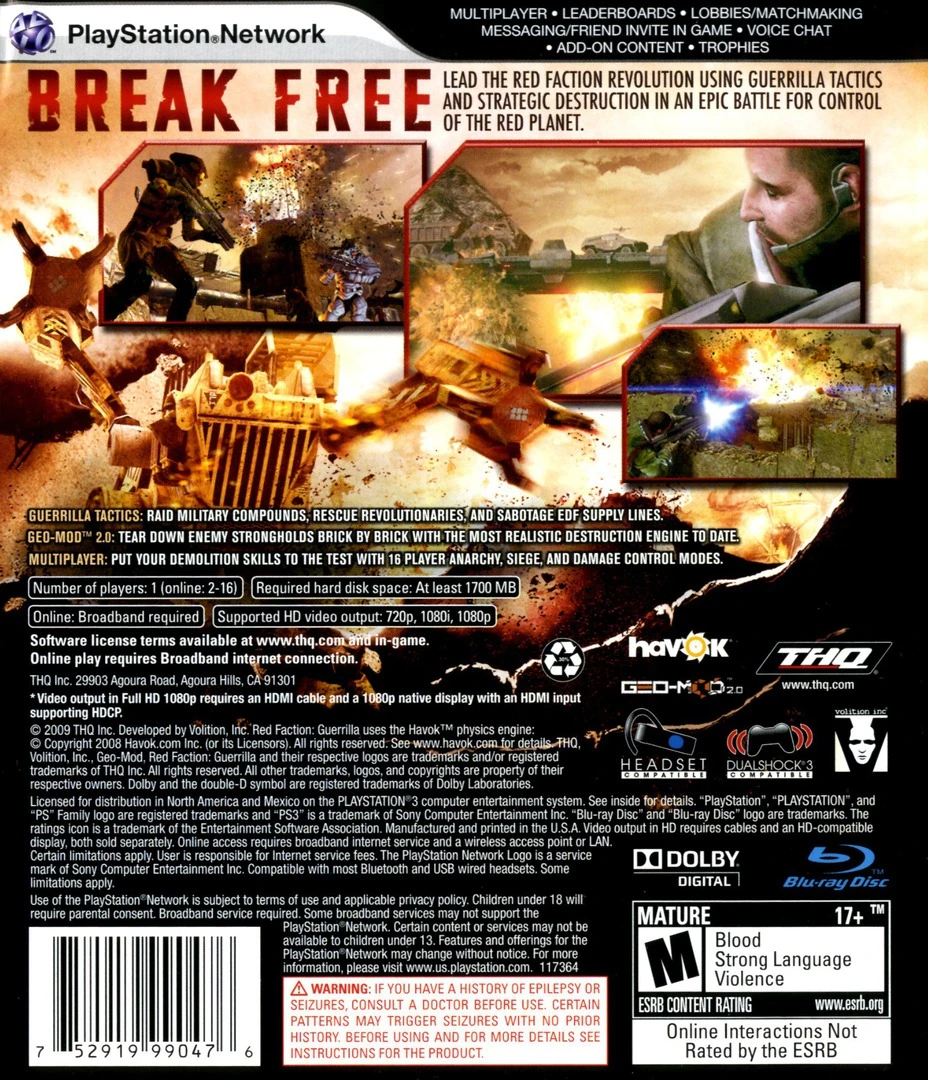 PlayStation®Network
MULTIPLAYER • LEADERBOARDS • LOBBIES/MATCHMAKING
MESSAGING/FRIEND INVITE IN GAME • VOICE CHAT
• ADD-ON CONTENT • TROPHIES
BREAK FREE
LEAD THE RED FACTION REVOLUTION USING GUERRILLA TACTICS
AND STRATEGIC DESTRUCTION IN AN EPIC BATTLE FOR CONTROL
OF THE RED PLANET.
GUERRILLA TACTICS: RAID MILITARY COMPOUNDS, RESCUE REVOLUTIONARIES, AND SABOTAGE EDF SUPPLY LINES.
GEO-MOD™ 2.0: TEAR DOWN ENEMY STRONGHOLDS BRICK BY BRICK WITH THE MOST REALISTIC DESTRUCTION ENGINE TO DATE.
MULTIPLAYER: PUT YOUR DEMOLITION SKILLS TO THE TEST WITH 16 PLAYER ANARCHY, SIEGE, AND DAMAGE CONTROL MODES.
Number of players: 1 (online: 2-16)
Required hard disk space: At least 1700 MB
Online: Broadband required
Supported HD video output: 720p, 1080i, 1080p
Software license terms available at www.thq.com and in-game.
Online play requires Broadband internet connection.
THQ Inc. 29903 Agoura Road, Agoura Hills, CA 91301
*Video output in Full HD 1080p requires an HDMI cable and a 1080p native display with an HDMI input
supporting HDCP.
© 2009 THQ Inc. Developed by Volition, Inc. Red Faction: Guerrilla uses the Havok™ physics engine:
© Copyright 2008 Havok.com Inc. (or its Licensors). All rights reserved. See www.havok.com for details. THQ,
Volition, Inc., Geo-Mod, Red Faction: Guerrilla and their respective logos are trademarks and/or registered
trademarks of THQ Inc. All rights reserved. All other trademarks, logos, and copyrights are property of their
respective owners. Dolby and the double-D symbol are registered trademarks of Dolby Laboratories.
havok
THQ
GEO-MOD 2.0
www.thq.com
HEADSET
COMPATIBLE
DUALSHOCK®3
COMPATIBLE
volition inc
Licensed for distribution in North America and Mexico on the PLAYSTATION®3 computer entertainment system. See inside for details. “PlayStation”, “PLAYSTATION”, and
“PS” Family logo are registered trademarks and “PS3” is a trademark of Sony Computer Entertainment Inc. “Blu-ray Disc” and “Blu-ray Disc” logo are trademarks. The
ratings icon is a trademark of the Entertainment Software Association. Manufactured and printed in the U.S.A. Video output in HD requires cables and an HD-compatible
display, both sold separately. Online access requires broadband internet service and a wireless access point or LAN.
Certain limitations apply. User is responsible for Internet service fees. The PlayStation Network Logo is a service
mark of Sony Computer Entertainment Inc. Compatible with most Bluetooth and USB wired headsets. Some
limitations apply.
Use of the PlayStation®Network is subject to terms of use and applicable privacy policy. Children under 18 will
require parental consent. Broadband service required. Some broadband services may not support the
PlayStation®Network. Certain content or services may not be
available to children under 13. Features and offerings for the
PlayStation®Network may change without notice. For more
information, please visit www.us.playstation.com. 117364
DOLBY
DIGITAL
Blu-ray Disc™
WARNING: IF YOU HAVE A HISTORY OF EPILEPSY OR
SEIZURES, CONSULT A DOCTOR BEFORE USE. CERTAIN
PATTERNS MAY TRIGGER SEIZURES WITH NO PRIOR
HISTORY. BEFORE USING AND FOR MORE DETAILS SEE
INSTRUCTIONS FOR THE PRODUCT.
7 52919 99047 6
MATURE 17+ ™
M
Blood
Strong Language
Violence
ESRB CONTENT RATING www.esrb.org
Online Interactions Not
Rated by the ESRB